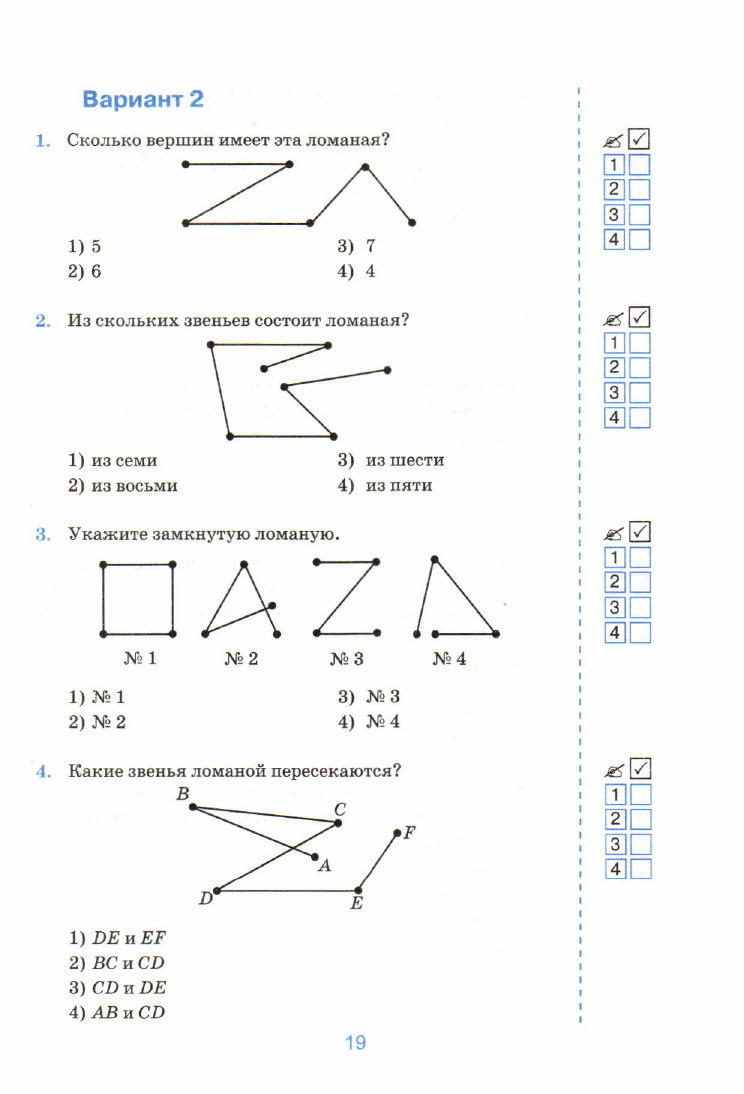 Вариант 2
1. Сколько вершин имеет эта ломаная?
1) 5
3) 7
2) 6
4) 4
1
2
3
4
2. Из скольких звеньев состоит ломаная?
1) из семи
3) из шести
2) из восьми
4) из пяти
1
2
3
4
3. Укажите замкнутую ломаную.
№ 1
№ 2
№ 3
№ 4
1) № 1
3) № 3
2) № 2
4) № 4
1
2
3
4
4. Какие звенья ломаной пересекаются?
B
C
F
A
D
E
1) DE и EF
2) BC и CD
3) CD и DE
4) AB и CD
1
2
3
4
19